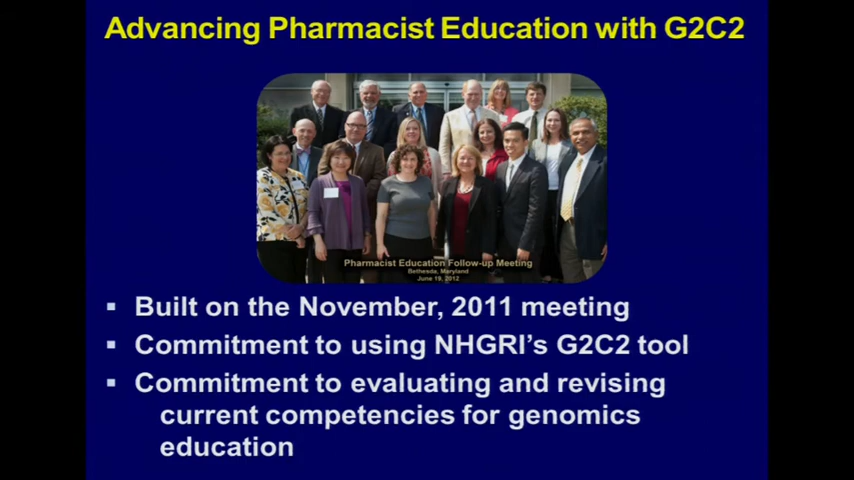 Advancing Pharmacist Education with G2C2
Pharmacist Education Follow-up Meeting
Bethesda, Maryland
June 19, 2012
▪ Built on the November, 2011 meeting
▪ Commitment to using NHGRI's G2C2 tool
▪ Commitment to evaluating and revising
current competencies for genomics
education